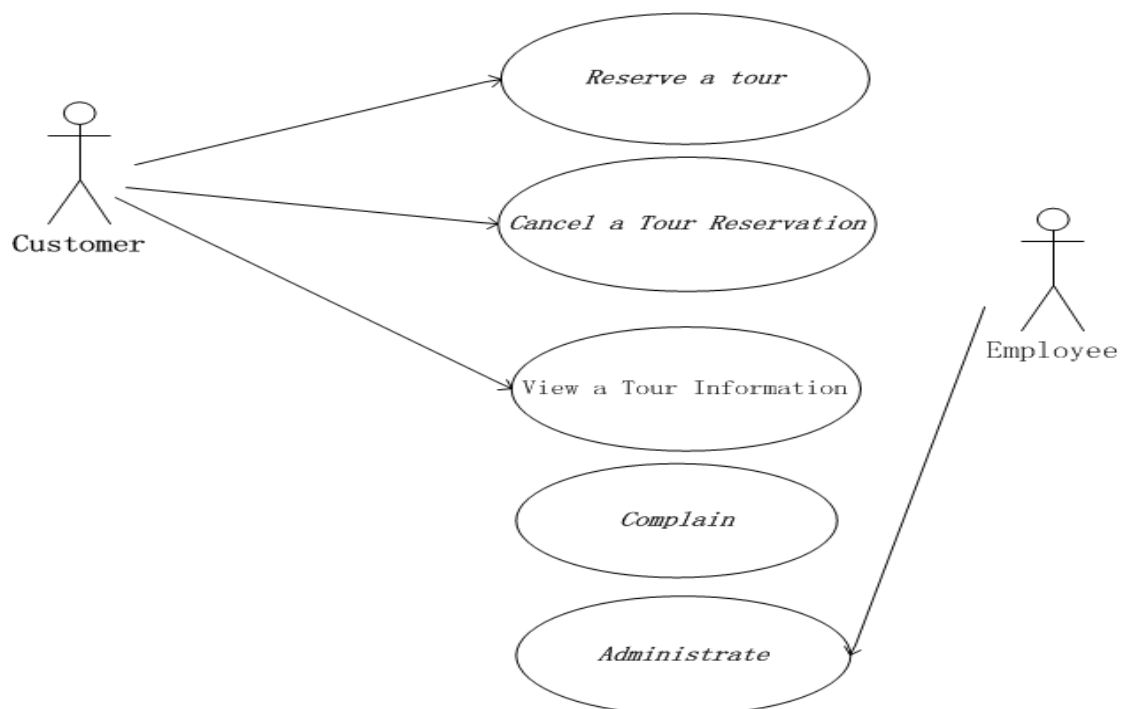 Reserve a tour
Customer
Cancel a Tour Reservation
Employee
View a Tour Information
Complain
Administrate